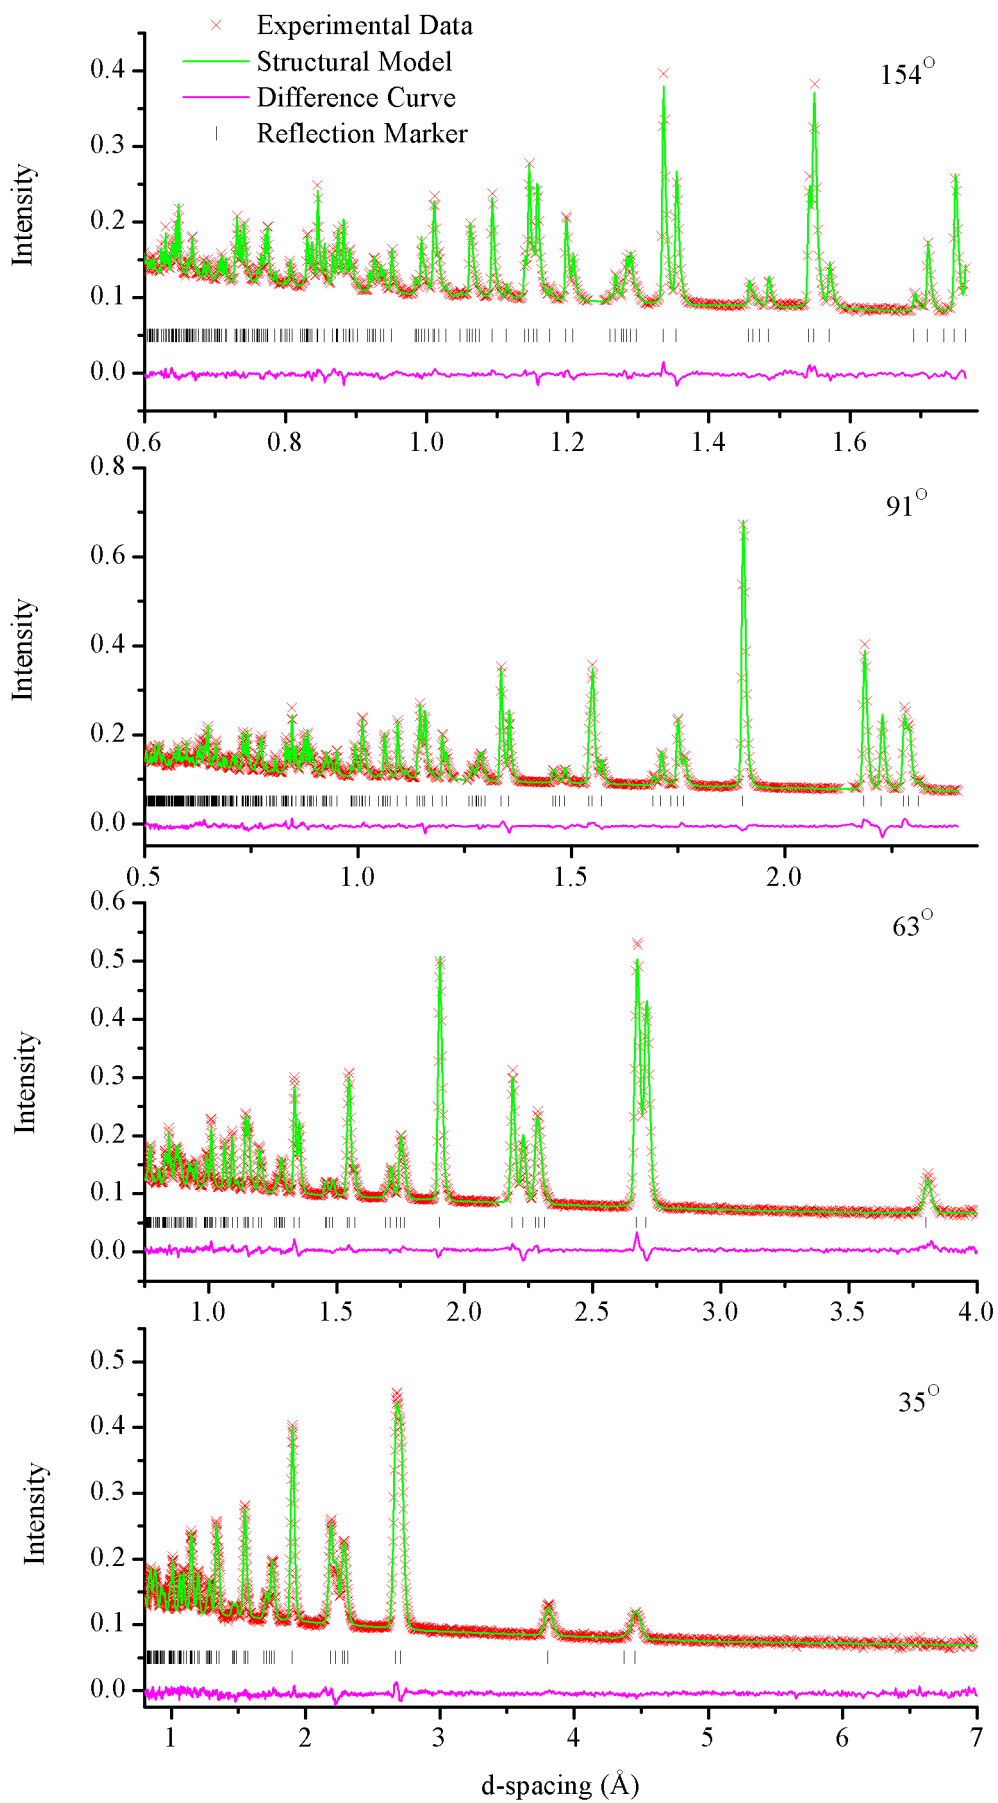 Experimental Data
Structural Model
Difference Curve
Reflection Marker
154°
Intensity
0.4
0.3
0.2
0.1
0.0
0.6 0.8 1.0 1.2 1.4 1.6
91°
Intensity
0.8
0.6
0.4
0.2
0.0
0.5 1.0 1.5 2.0
63°
Intensity
0.6
0.5
0.4
0.3
0.2
0.1
0.0
1.0 1.5 2.0 2.5 3.0 3.5 4.0
35°
Intensity
0.5
0.4
0.3
0.2
0.1
0.0
1 2 3 4 5 6 7
d-spacing (Å)